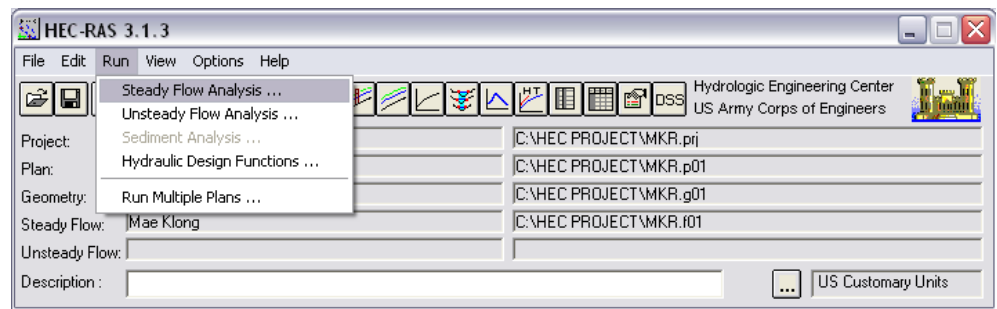 HEC-RAS 3.1.3
File Edit Run View Options Help
Steady Flow Analysis ...
Unsteady Flow Analysis ...
Sediment Analysis ...
Hydraulic Design Functions ...
Run Multiple Plans ...
HT
DSS
Hydrologic Engineering Center
US Army Corps of Engineers
Project: C:\HEC PROJECT\MKR.prj
Plan: C:\HEC PROJECT\MKR.p01
Geometry: C:\HEC PROJECT\MKR.g01
Steady Flow: Mae Klong C:\HEC PROJECT\MKR.f01
Unsteady Flow:
Description : ... US Customary Units